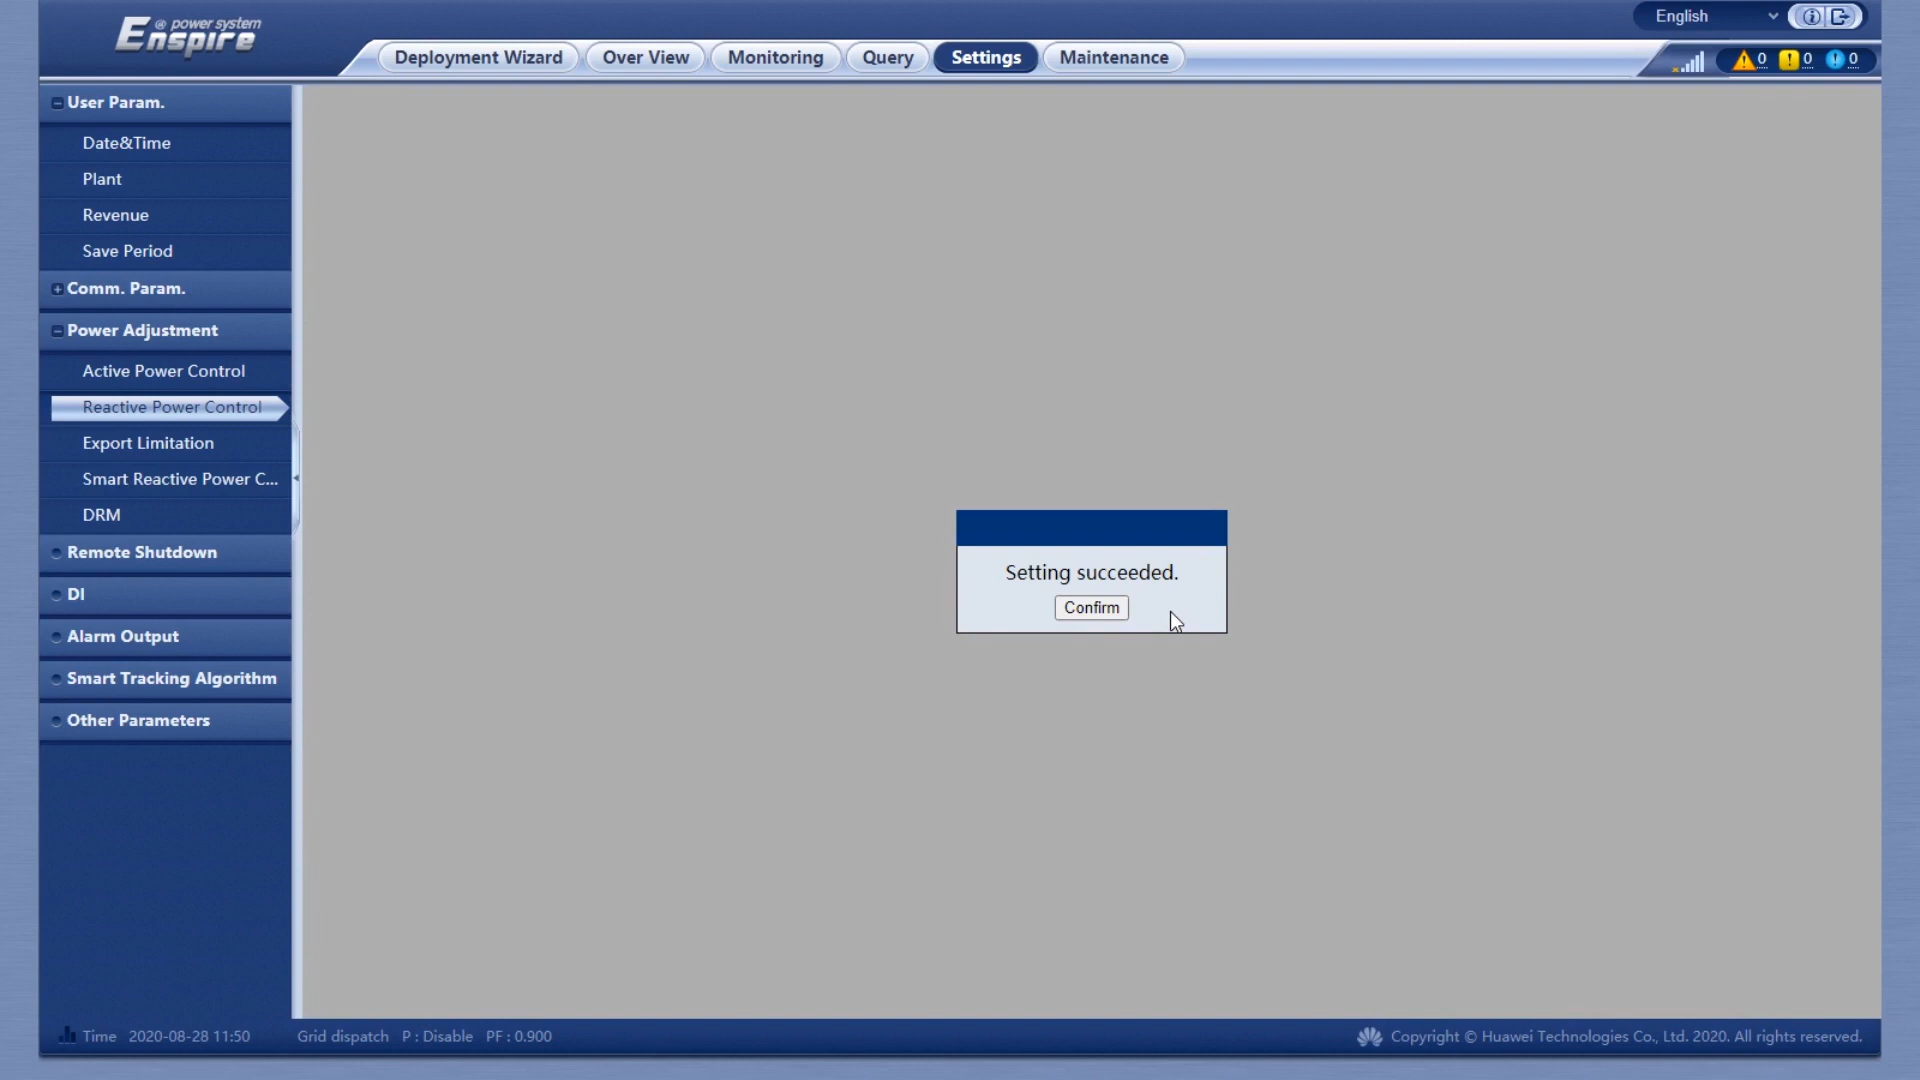 @ power system
Enspire
English
Deployment Wizard
Over View
Monitoring
Query
Settings
Maintenance
0
0
0
User Param.
Date&Time
Plant
Revenue
Save Period
Comm. Param.
Power Adjustment
Active Power Control
Reactive Power Control
Export Limitation
Smart Reactive Power C...
DRM
Remote Shutdown
DI
Alarm Output
Smart Tracking Algorithm
Other Parameters
Setting succeeded.
Confirm
Time 2020-08-28 11:50 Grid dispatch P : Disable PF : 0.900
Copyright © Huawei Technologies Co., Ltd. 2020. All rights reserved.